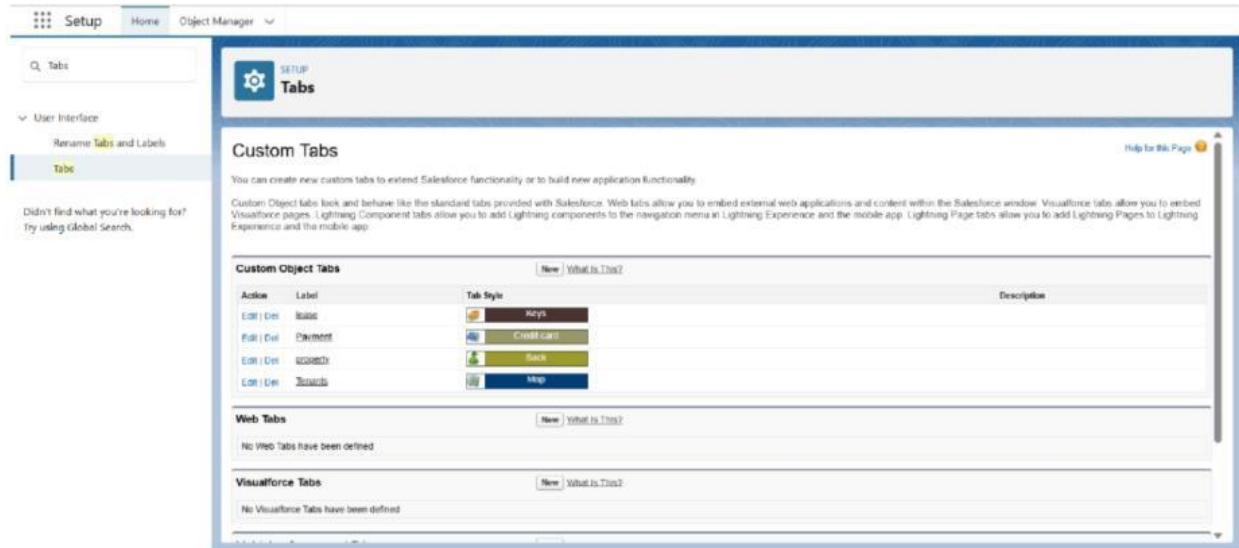 Setup Home Object Manager
Tabs
User Interface
Rename Tabs and Labels
Tabs
Didn't find what you're looking for?
Try using Global Search.
SETUP
Tabs
Custom Tabs
Help for this Page
You can create new custom tabs to extend Salesforce functionality or to build new application functionality.
Custom Object tabs look and behave like the standard tabs provided with Salesforce. Web tabs allow you to embed external web applications and content within the Salesforce window. Visualforce tabs allow you to embed
Visualforce pages. Lightning Component tabs allow you to add Lightning components to the navigation menu in Lightning Experience and the mobile app. Lightning Page tabs allow you to add Lightning Pages to Lightning
Experience and the mobile app.
Custom Object Tabs New What Is This?
Action Label Tab Style Description
Edit | Del lease Keys
Edit | Del Payment Credit card
Edit | Del property Sack
Edit | Del Tenants Map
Web Tabs New What Is This?
No Web Tabs have been defined
Visualforce Tabs New What Is This?
No Visualforce Tabs have been defined